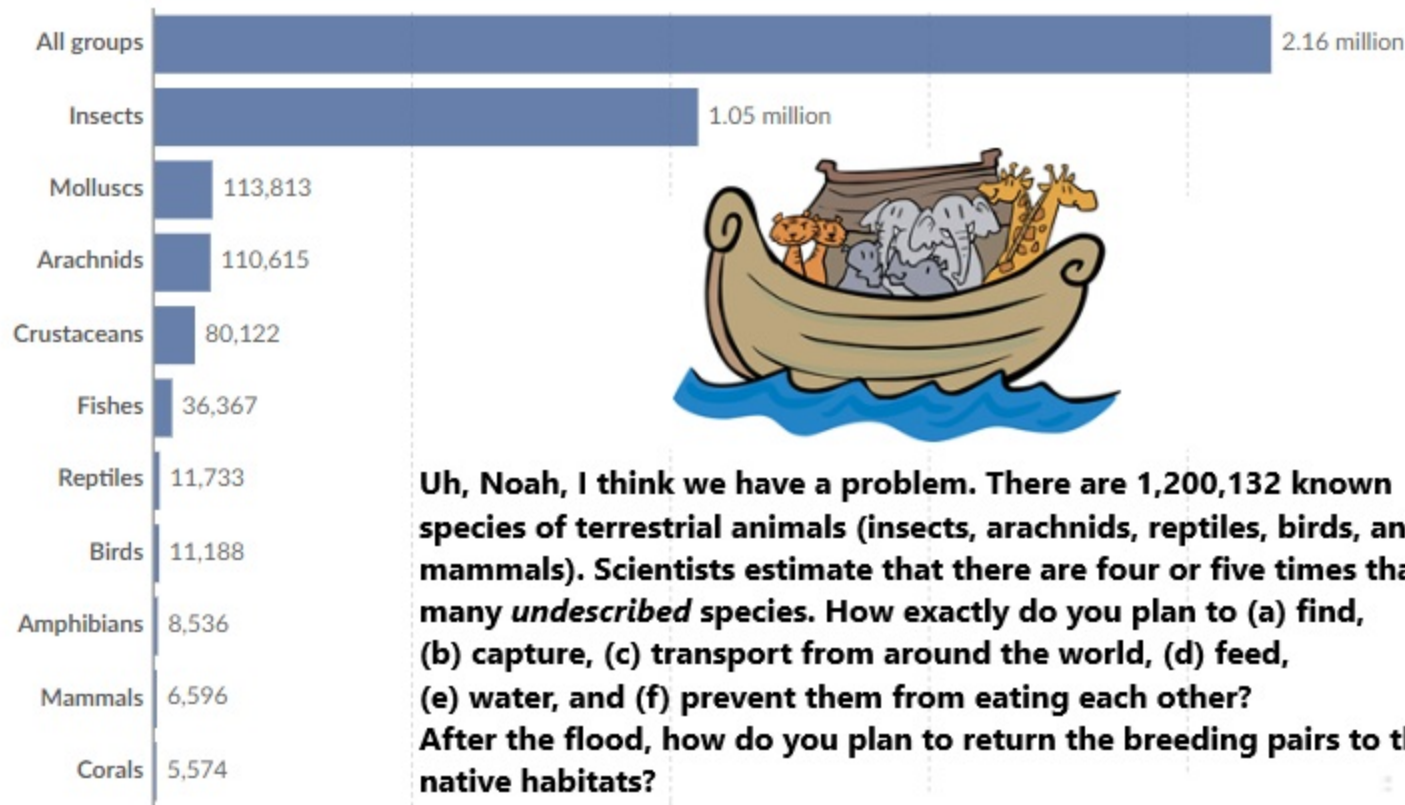 All groups 2.16 million
Insects 1.05 million
Molluscs 113,813
Arachnids 110,615
Crustaceans 80,122
Fishes 36,367
Reptiles 11,733
Birds 11,188
Amphibians 8,536
Mammals 6,596
Corals 5,574
Uh, Noah, I think we have a problem. There are 1,200,132 known
species of terrestrial animals (insects, arachnids, reptiles, birds, an
mammals). Scientists estimate that there are four or five times tha
many undescribed species. How exactly do you plan to (a) find,
(b) capture, (c) transport from around the world, (d) feed,
(e) water, and (f) prevent them from eating each other?
After the flood, how do you plan to return the breeding pairs to th
native habitats?